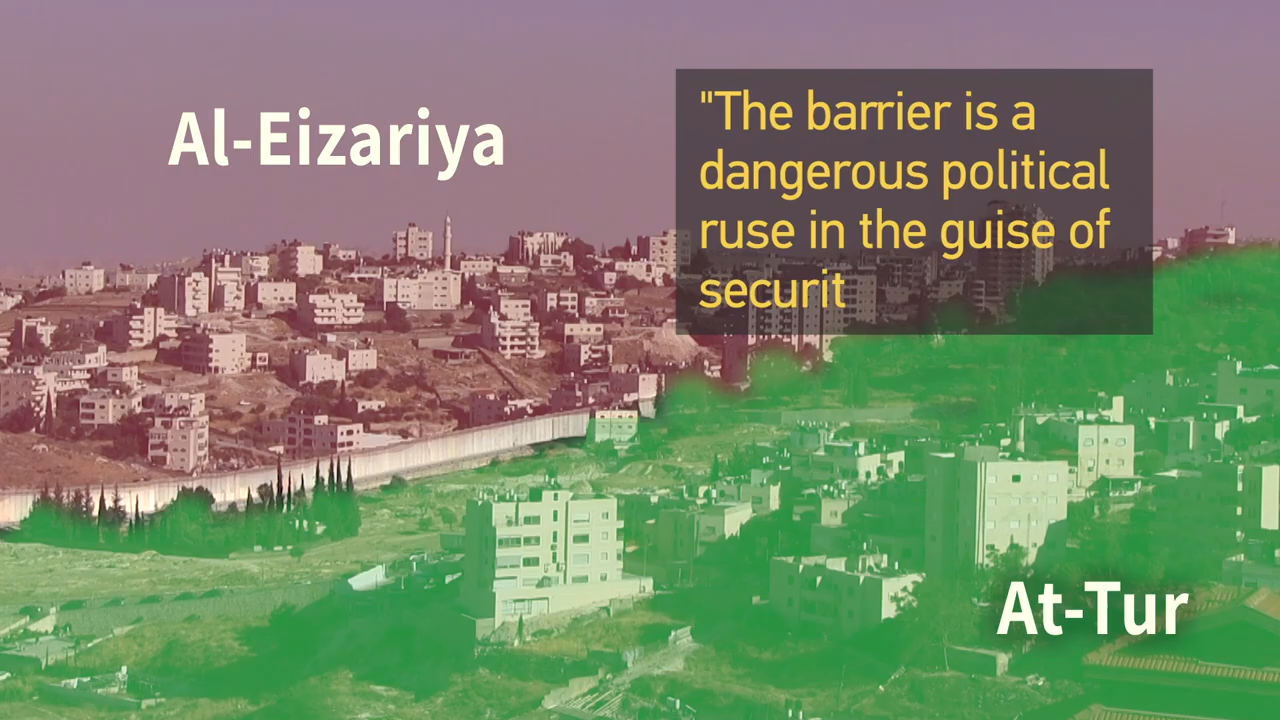 Al-Eizariya
"The barrier is a
dangerous political
ruse in the guise of
securit
At-Tur